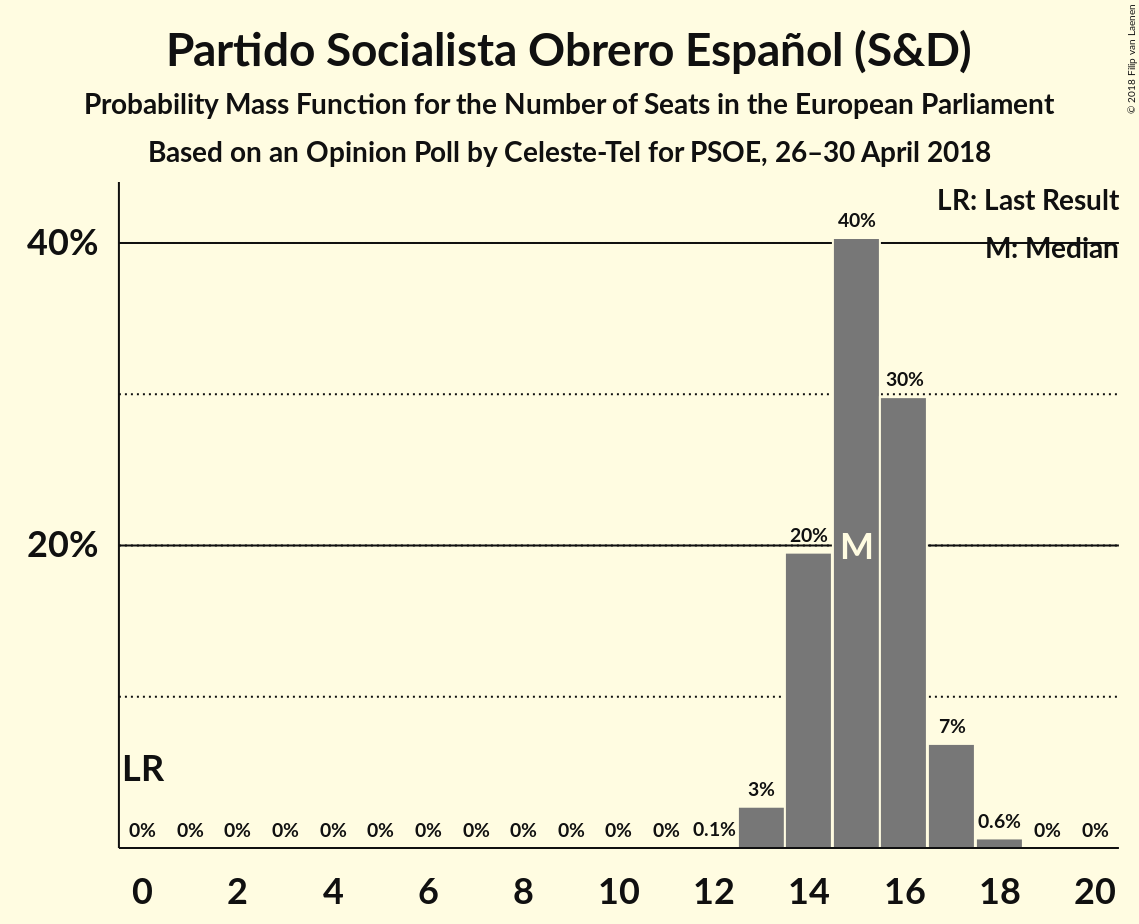 Partido Socialista Obrero Español (S&D)
Probability Mass Function for the Number of Seats in the European Parliament
Based on an Opinion Poll by Celeste-Tel for PSOE, 26–30 April 2018
© 2018 Filip van Laenen
LR: Last Result
M: Median
40%
20%
40%
30%
20%
M
7%
LR
3%
0% 0% 0% 0% 0% 0% 0% 0% 0% 0% 0% 0% 0.1% 0.6% 0% 0%
0 2 4 6 8 10 12 14 16 18 20